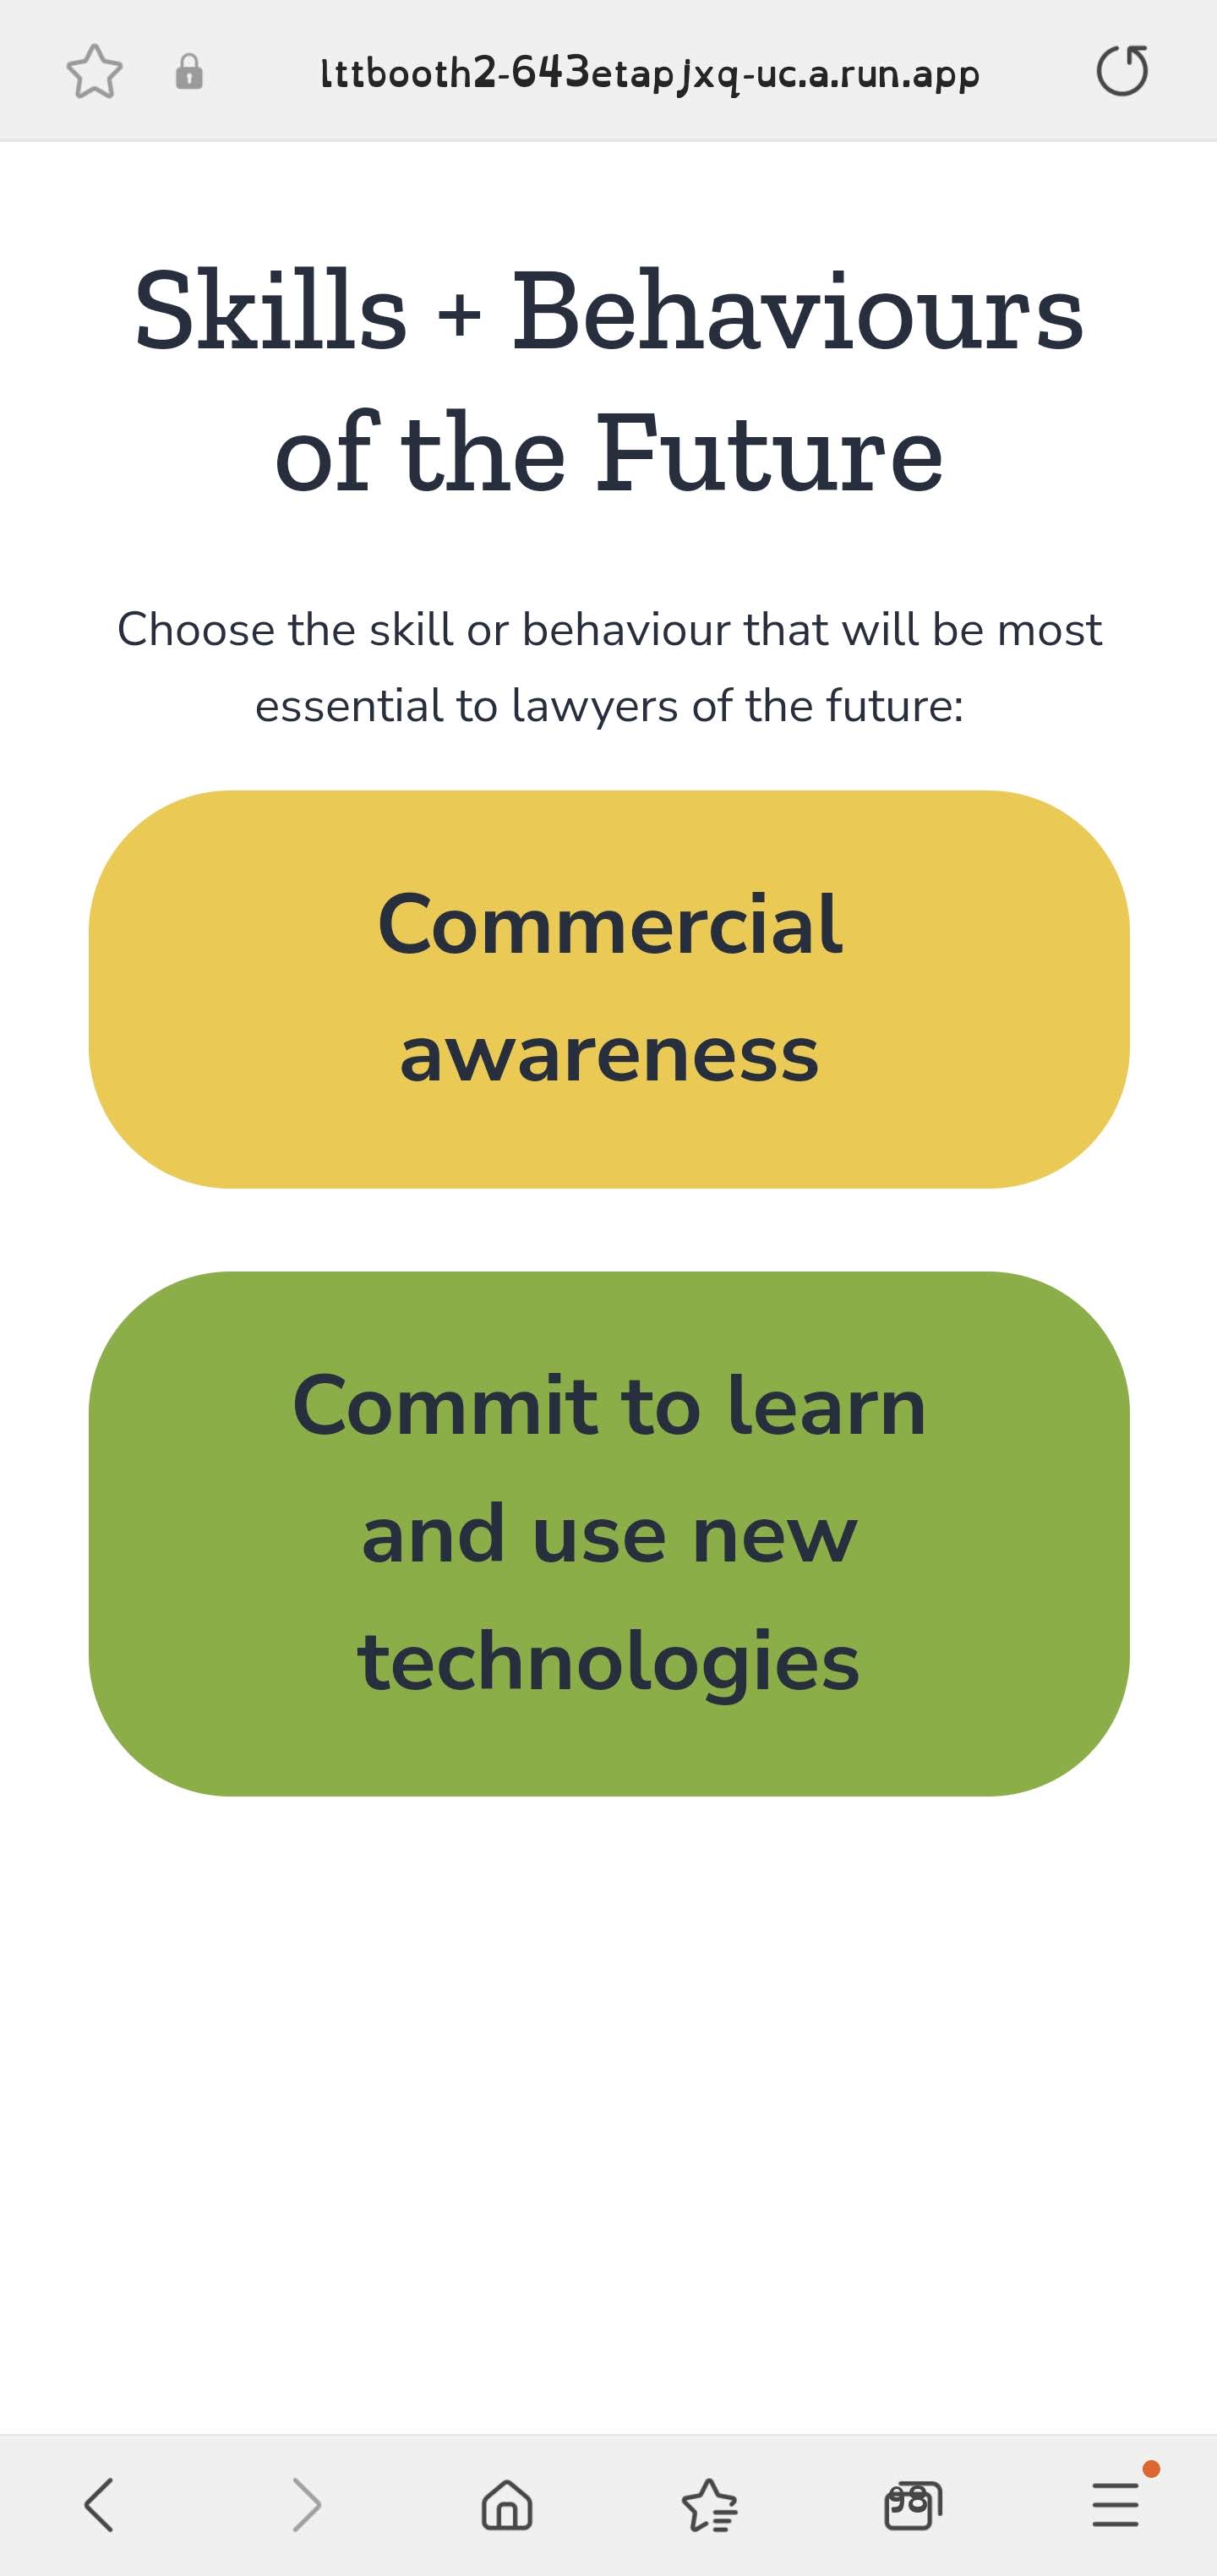 lttbooth2-643etapjxq-uc.a.run.app
Skills + Behaviours
of the Future
Choose the skill or behaviour that will be most
essential to lawyers of the future:
Commercial
awareness
Commit to learn
and use new
technologies
98